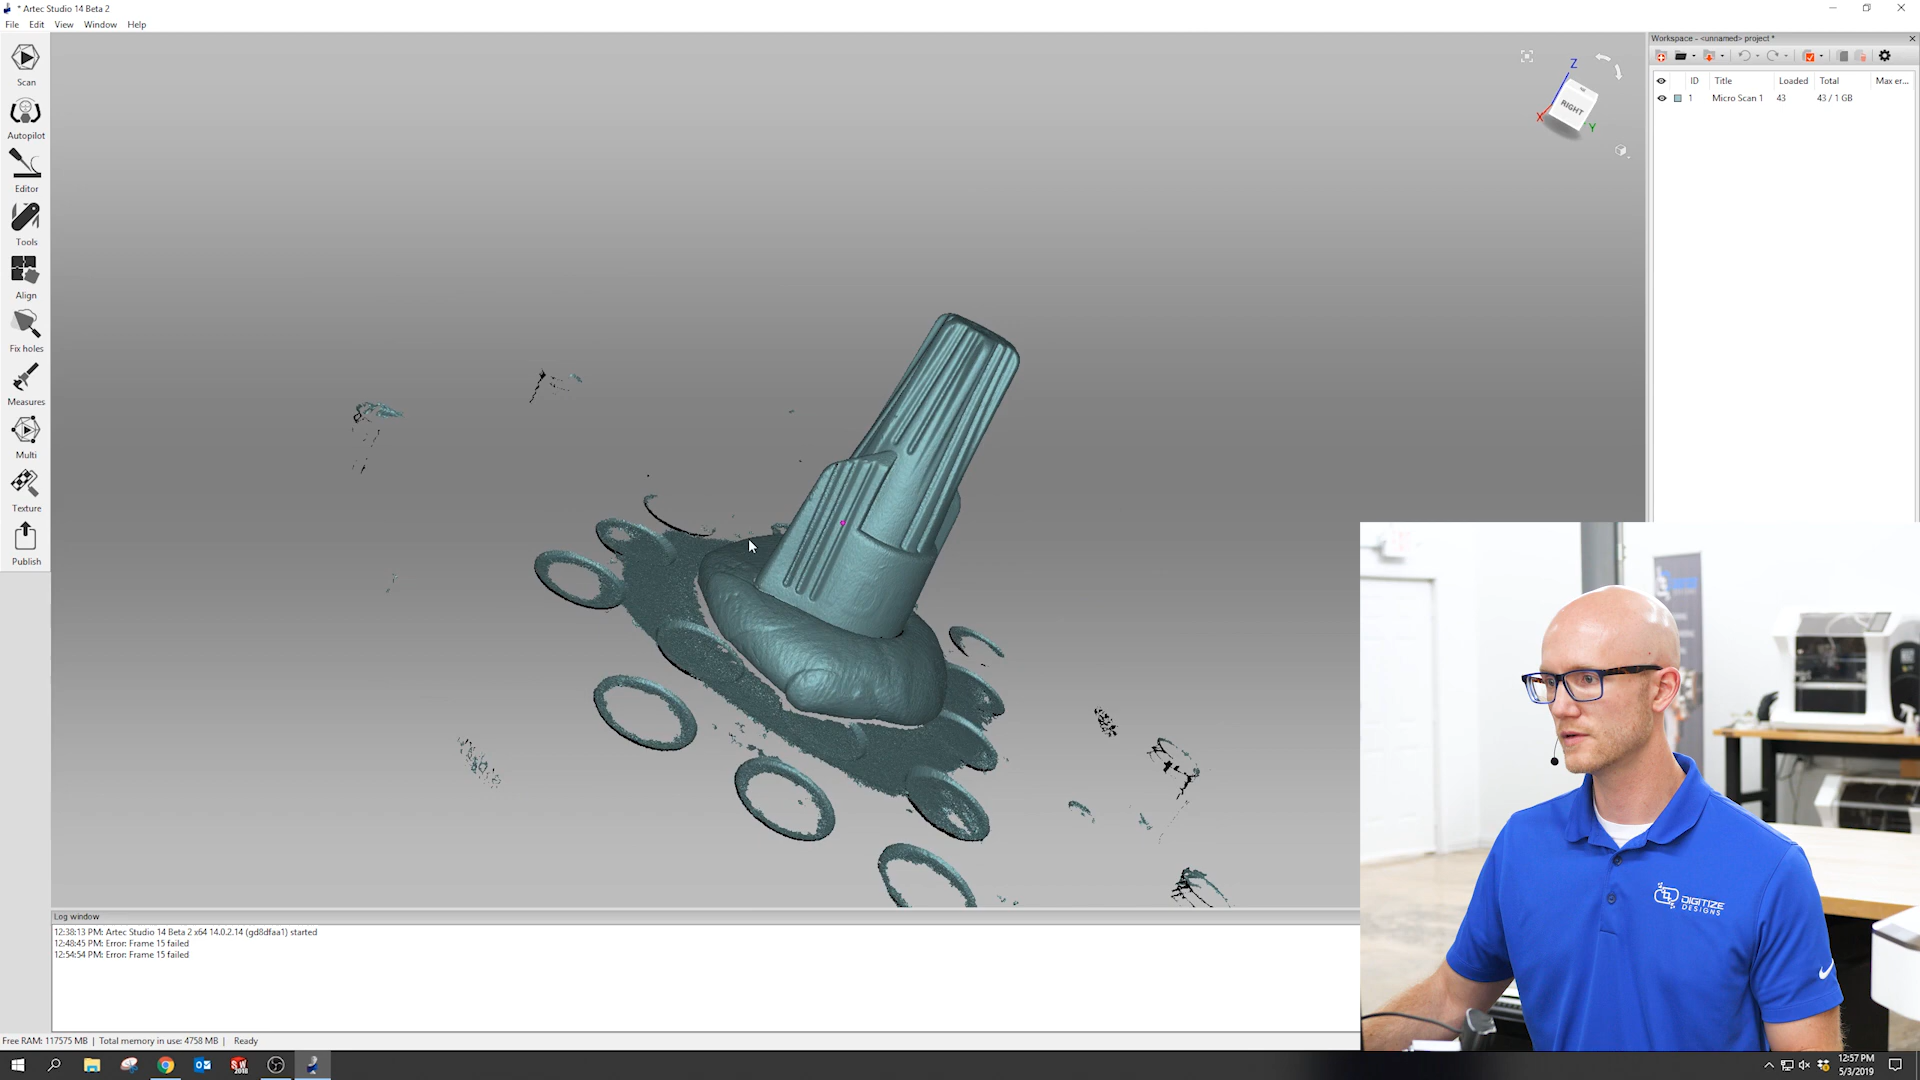 * Artec Studio 14 Beta 2
File Edit View Window Help
Scan
Autopilot
Editor
Tools
Align
Fix holes
Measures
Multi
Texture
Publish
Z
RIGHT
X
Y
Workspace - <unnamed> project *
ID Title Loaded Total Max er...
1 Micro Scan 1 43 43 / 1 GB
Log window
12:38:13 PM: Artec Studio 14 Beta 2 x64 14.0.2.14 (gd8dfaa1) started
12:48:45 PM: Error: Frame 15 failed
12:54:54 PM: Error: Frame 15 failed
DIGITIZE
DESIGNS
Free RAM: 117575 MB | Total memory in use: 4758 MB | Ready
SW
2018
12:57 PM
5/3/2019